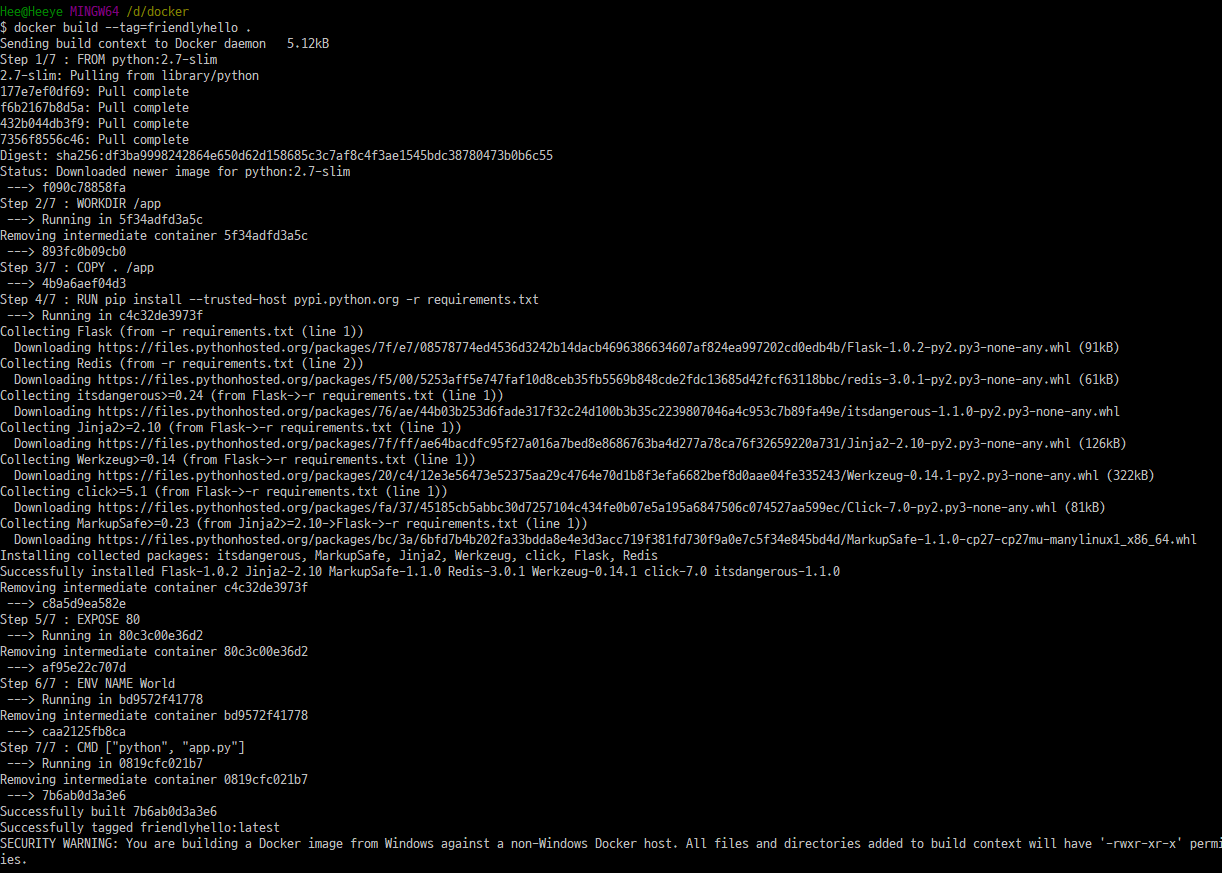 Hee@Heeye MINGW64 /d/docker
$ docker build --tag=friendlyhello .
Sending build context to Docker daemon   5.12kB
Step 1/7 : FROM python:2.7-slim
2.7-slim: Pulling from library/python
177e7ef0df69: Pull complete
f6b2167b8d5a: Pull complete
432b044db3f9: Pull complete
7356f8556c46: Pull complete
Digest: sha256:df3ba9998242864e650d62d158685c3c7af8c4f3ae1545bdc38780473b0b6c55
Status: Downloaded newer image for python:2.7-slim
 ---> f090c78858fa
Step 2/7 : WORKDIR /app
 ---> Running in 5f34adfd3a5c
Removing intermediate container 5f34adfd3a5c
 ---> 893fc0b09cb0
Step 3/7 : COPY . /app
 ---> 4b9a6aef04d3
Step 4/7 : RUN pip install --trusted-host pypi.python.org -r requirements.txt
 ---> Running in c4c32de3973f
Collecting Flask (from -r requirements.txt (line 1))
  Downloading https://files.pythonhosted.org/packages/7f/e7/08578774ed4536d3242b14dacb4696386634607af824ea997202cd0edb4b/Flask-1.0.2-py2.py3-none-any.whl (91kB)
Collecting Redis (from -r requirements.txt (line 2))
  Downloading https://files.pythonhosted.org/packages/f5/00/5253aff5e747faf10d8ceb35fb5569b848cde2fdc13685d42fcf63118bbc/redis-3.0.1-py2.py3-none-any.whl (61kB)
Collecting itsdangerous>=0.24 (from Flask->-r requirements.txt (line 1))
  Downloading https://files.pythonhosted.org/packages/76/ae/44b03b253d6fade317f32c24d100b3b35c2239807046a4c953c7b89fa49e/itsdangerous-1.1.0-py2.py3-none-any.whl
Collecting Jinja2>=2.10 (from Flask->-r requirements.txt (line 1))
  Downloading https://files.pythonhosted.org/packages/7f/ff/ae64bacdfc95f27a016a7bed8e8686763ba4d277a78ca76f32659220a731/Jinja2-2.10-py2.py3-none-any.whl (126kB)
Collecting Werkzeug>=0.14 (from Flask->-r requirements.txt (line 1))
  Downloading https://files.pythonhosted.org/packages/20/c4/12e3e56473e52375aa29c4764e70d1b8f3efa6682bef8d0aae04fe335243/Werkzeug-0.14.1-py2.py3-none-any.whl (322kB)
Collecting click>=5.1 (from Flask->-r requirements.txt (line 1))
  Downloading https://files.pythonhosted.org/packages/fa/37/45185cb5abbc30d7257104c434fe0b07e5a195a6847506c074527aa599ec/Click-7.0-py2.py3-none-any.whl (81kB)
Collecting MarkupSafe>=0.23 (from Jinja2>=2.10->Flask->-r requirements.txt (line 1))
  Downloading https://files.pythonhosted.org/packages/bc/3a/6bfd7b4b202fa33bdda8e4e3d3acc719f381fd730f9a0e7c5f34e845bd4d/MarkupSafe-1.1.0-cp27-cp27mu-manylinux1_x86_64.whl
Installing collected packages: itsdangerous, MarkupSafe, Jinja2, Werkzeug, click, Flask, Redis
Successfully installed Flask-1.0.2 Jinja2-2.10 MarkupSafe-1.1.0 Redis-3.0.1 Werkzeug-0.14.1 click-7.0 itsdangerous-1.1.0
Removing intermediate container c4c32de3973f
 ---> c8a5d9ea582e
Step 5/7 : EXPOSE 80
 ---> Running in 80c3c00e36d2
Removing intermediate container 80c3c00e36d2
 ---> af95e22c707d
Step 6/7 : ENV NAME World
 ---> Running in bd9572f41778
Removing intermediate container bd9572f41778
 ---> caa2125fb8ca
Step 7/7 : CMD ["python", "app.py"]
 ---> Running in 0819cfc021b7
Removing intermediate container 0819cfc021b7
 ---> 7b6ab0d3a3e6
Successfully built 7b6ab0d3a3e6
Successfully tagged friendlyhello:latest
SECURITY WARNING: You are building a Docker image from Windows against a non-Windows Docker host. All files and directories added to build context will have '-rwxr-xr-x' permi
ies.